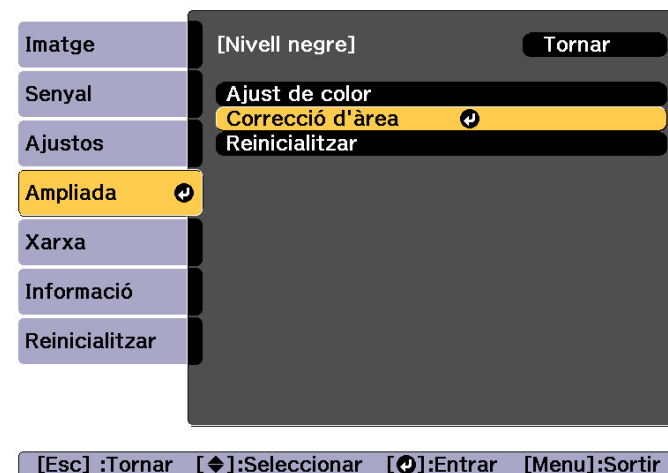 Imatge
Senyal
Ajustos
Ampliada
Xarxa
Informació
Reinicialitzar
[Nivell negre] Tornar
Ajust de color
Correcció d'àrea
Reinicialitzar
[Esc] :Tornar [◆]:Seleccionar [↵]:Entrar [Menu]:Sortir